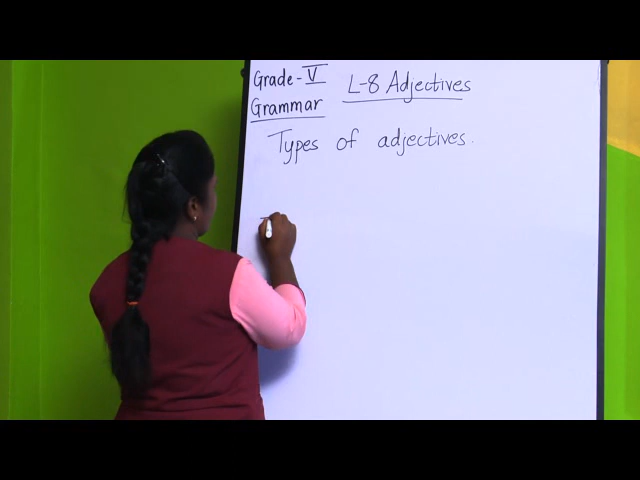 Grade - V
L-8 Adjectives
Grammar
Types of adjectives.